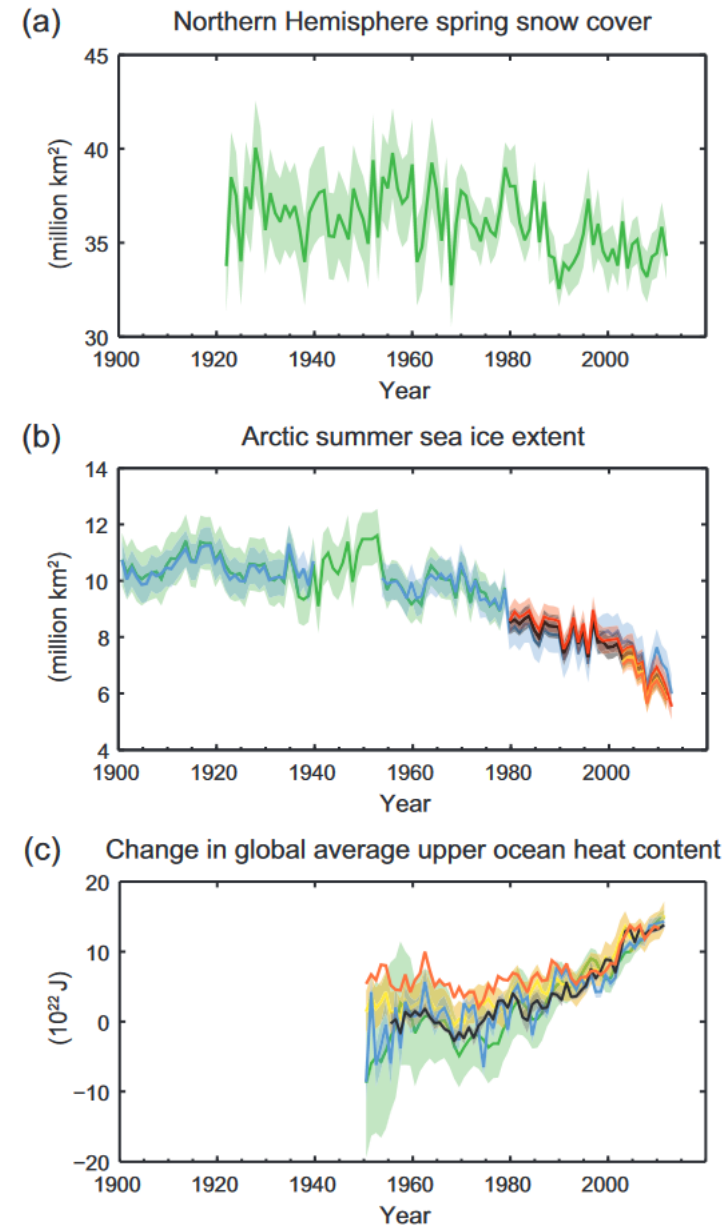 (a) Northern Hemisphere spring snow cover
45
40
35
30
(million km²)
1900 1920 1940 1960 1980 2000
Year
(b) Arctic summer sea ice extent
14
12
10
8
6
4
(million km²)
1900 1920 1940 1960 1980 2000
Year
(c) Change in global average upper ocean heat content
20
10
0
−10
−20
(10²² J)
1900 1920 1940 1960 1980 2000
Year